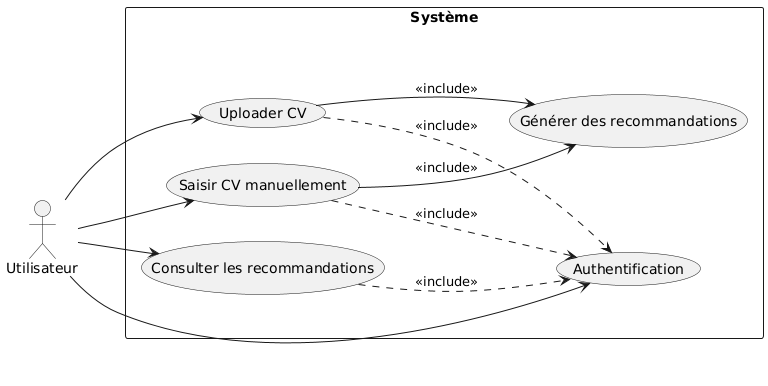 Système
«include»
Uploader CV
Générer des recommandations
«include»
«include»
Saisir CV manuellement
«include»
Utilisateur
Consulter les recommandations
Authentification
«include»